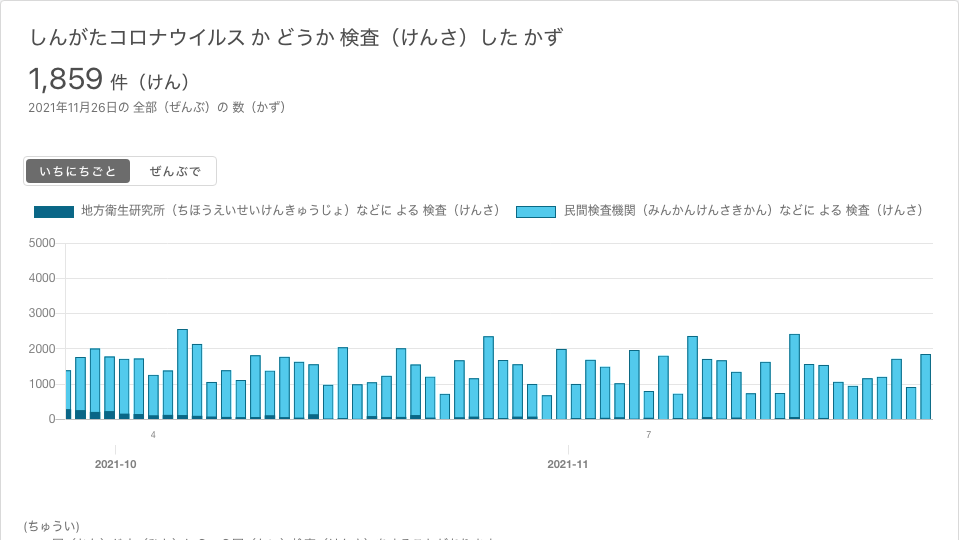 しんがたコロナウイルス か どうか 検査（けんさ）した かず
1,859 件（けん）
2021年11月26日の 全部（ぜんぶ）の 数（かず）
いちにちごと ぜんぶで
地方衛生研究所（ちほうえいせいけんきゅうじょ）などに よる 検査（けんさ） 民間検査機関（みんかんけんさきかん）などに よる 検査（けんさ）
5000
4000
3000
2000
1000
0
4 7
2021-10 2021-11
(ちゅうい)